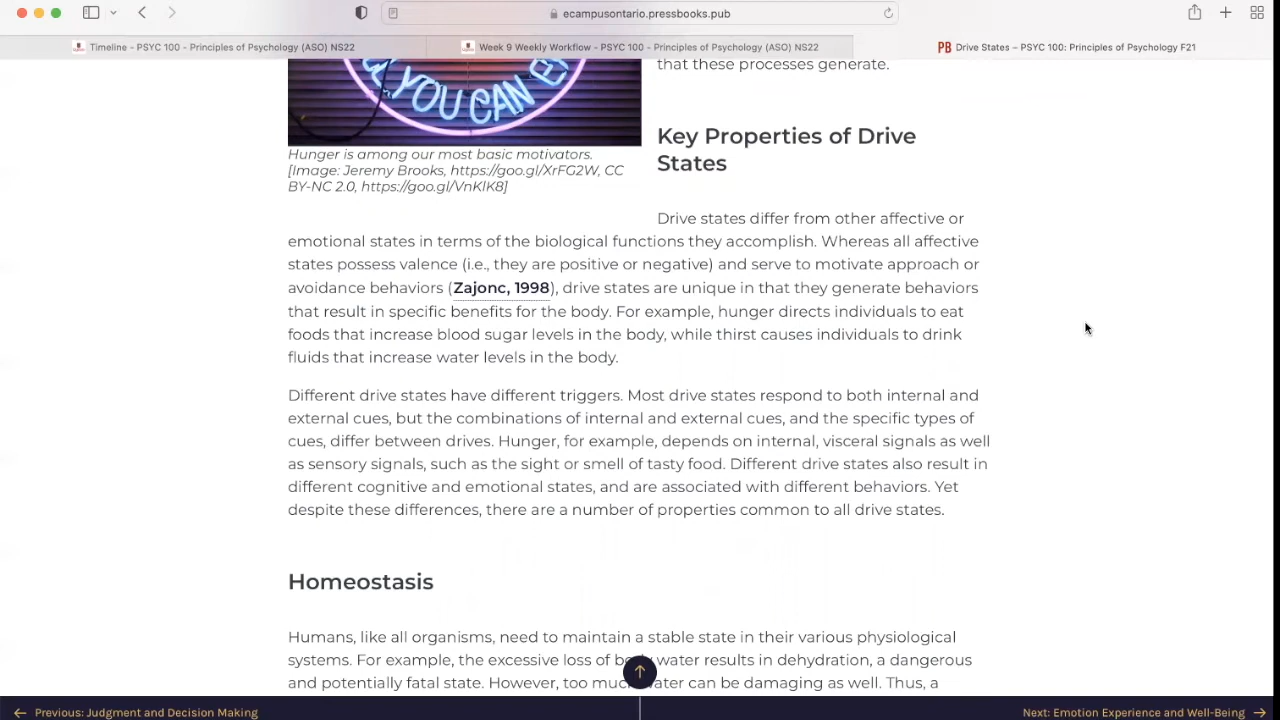 ecampusontario.pressbooks.pub
Timeline - PSYC 100 - Principles of Psychology (ASO) NS22
Week 9 Weekly Workflow - PSYC 100 - Principles of Psychology (ASO) NS22
PB Drive States – PSYC 100: Principles of Psychology F21
YOU CAN
that these processes generate.
Hunger is among our most basic motivators.
[Image: Jeremy Brooks, https://goo.gl/XrFG2W, CC
BY-NC 2.0, https://goo.gl/VnKlK8]
Key Properties of Drive
States
Drive states differ from other affective or
emotional states in terms of the biological functions they accomplish. Whereas all affective
states possess valence (i.e., they are positive or negative) and serve to motivate approach or
avoidance behaviors (Zajonc, 1998), drive states are unique in that they generate behaviors
that result in specific benefits for the body. For example, hunger directs individuals to eat
foods that increase blood sugar levels in the body, while thirst causes individuals to drink
fluids that increase water levels in the body.
Different drive states have different triggers. Most drive states respond to both internal and
external cues, but the combinations of internal and external cues, and the specific types of
cues, differ between drives. Hunger, for example, depends on internal, visceral signals as well
as sensory signals, such as the sight or smell of tasty food. Different drive states also result in
different cognitive and emotional states, and are associated with different behaviors. Yet
despite these differences, there are a number of properties common to all drive states.
Homeostasis
Humans, like all organisms, need to maintain a stable state in their various physiological
systems. For example, the excessive loss of body water results in dehydration, a dangerous
and potentially fatal state. However, too much water can be damaging as well. Thus, a
← Previous: Judgment and Decision Making
Next: Emotion Experience and Well-Being →